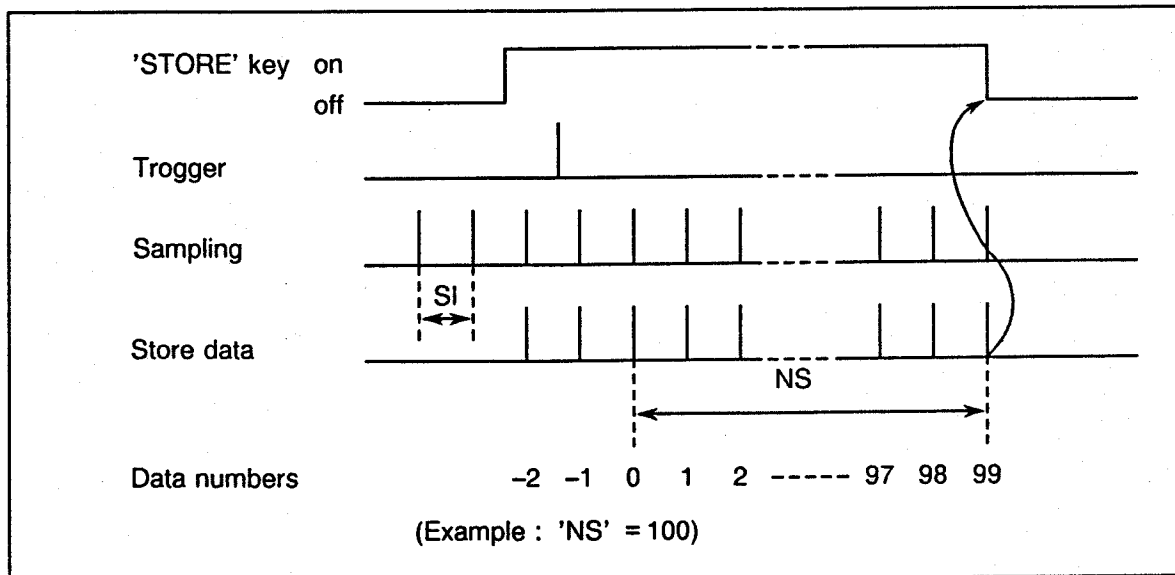 'STORE' key on
off
Trogger
Sampling
SI
Store data
NS
Data numbers -2 -1 0 1 2 ----- 97 98 99
(Example : 'NS' = 100)